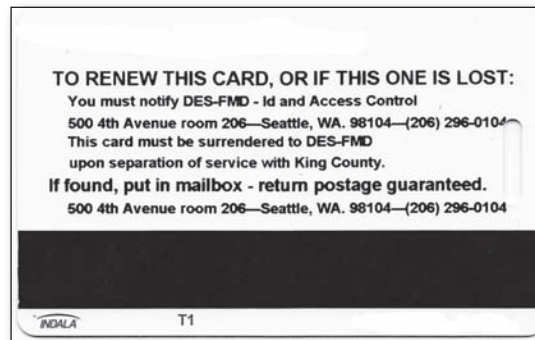 TO RENEW THIS CARD, OR IF THIS ONE IS LOST:
You must notify DES-FMD - Id and Access Control
500 4th Avenue room 206—Seattle, WA. 98104—(206) 296-0104
This card must be surrendered to DES-FMD
upon separation of service with King County.
If found, put in mailbox - return postage guaranteed.
500 4th Avenue room 206—Seattle, WA. 98104—(206) 296-0104
INDALA T1